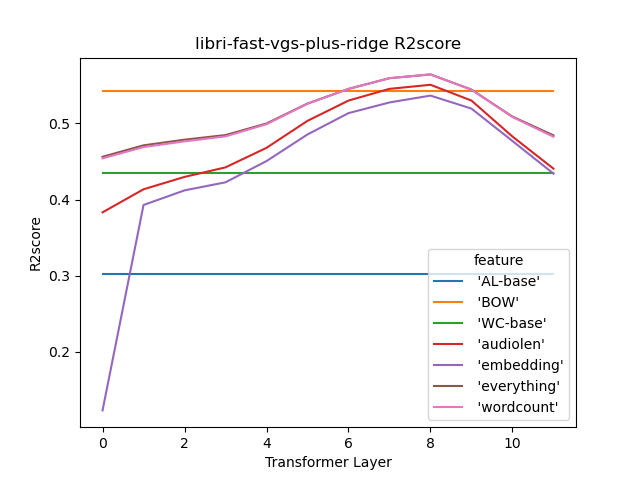 libri-fast-vgs-plus-ridge R2score
R2score
0.5
0.4
0.3
0.2
feature
'AL-base'
'BOW'
'WC-base'
'audiolen'
'embedding'
'everything'
'wordcount'
0 2 4 6 8 10
Transformer Layer